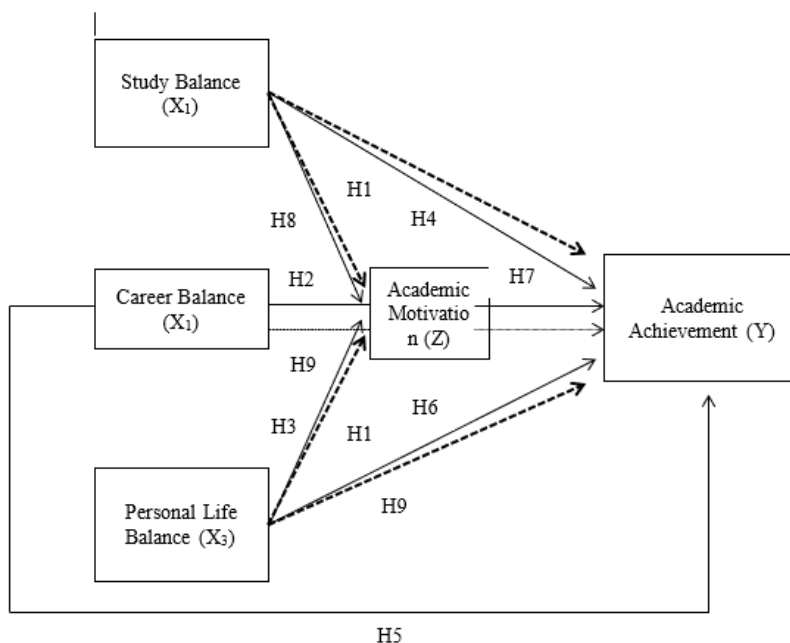 Study Balance
(X₁)
H1
H8
H4
H2
Career Balance
(X₁)
Academic
Motivatio
n (Z)
H7
Academic
Achievement (Y)
H9
H3
H1
H6
H9
Personal Life
Balance (X₃)
H5